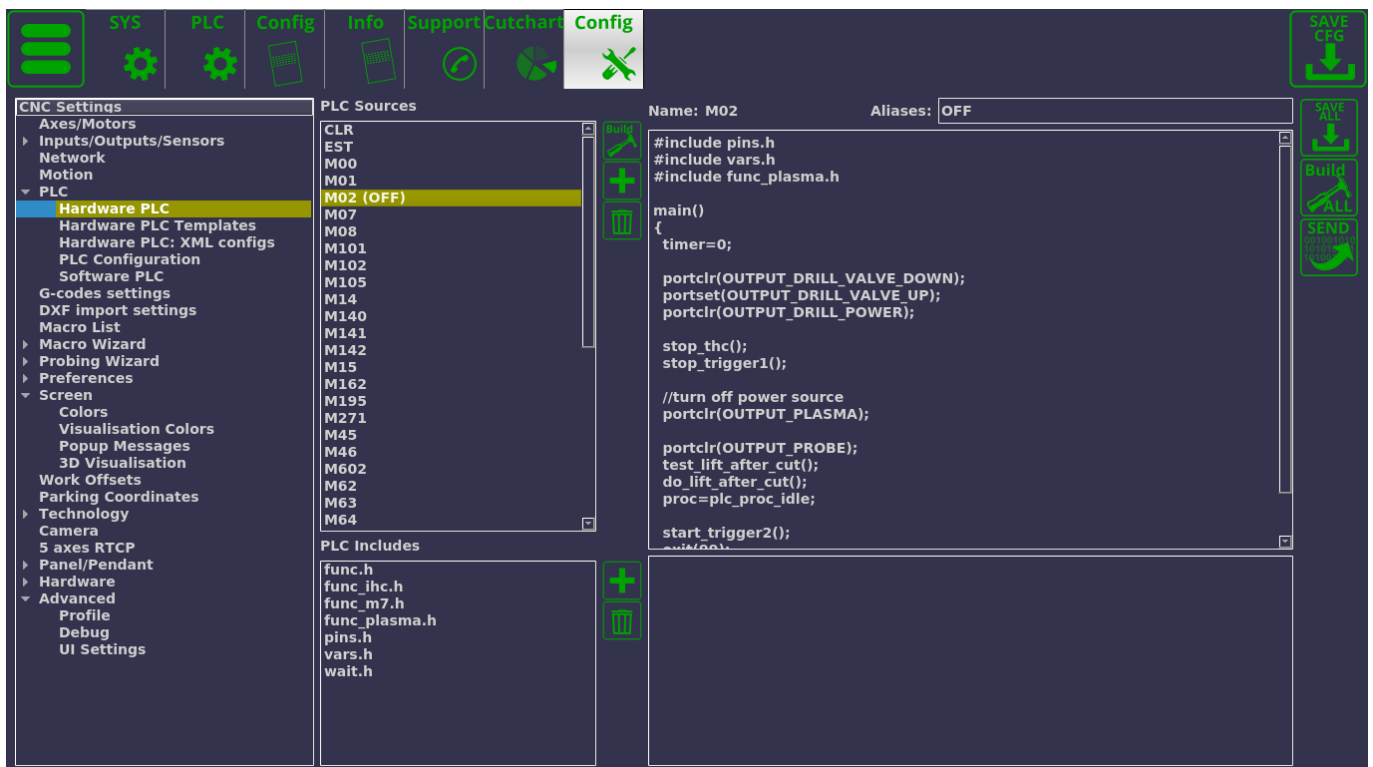 SYS
PLC
Config
Info
Support
Cutchart
Config
SAVE
CFG
CNC Settings
Axes/Motors
Inputs/Outputs/Sensors
Network
Motion
PLC
Hardware PLC
Hardware PLC Templates
Hardware PLC: XML configs
PLC Configuration
Software PLC
G-codes settings
DXF import settings
Macro List
Macro Wizard
Probing Wizard
Preferences
Screen
Colors
Visualisation Colors
Popup Messages
3D Visualisation
Work Offsets
Parking Coordinates
Technology
Camera
5 axes RTCP
Panel/Pendant
Hardware
Advanced
Profile
Debug
UI Settings
PLC Sources
CLR
EST
M00
M01
M02 (OFF)
M07
M08
M101
M102
M105
M14
M140
M141
M142
M15
M162
M195
M271
M45
M46
M602
M62
M63
M64
Build
PLC Includes
func.h
func_ihc.h
func_m7.h
func_plasma.h
pins.h
vars.h
wait.h
Name: M02
Aliases: OFF
#include pins.h
#include vars.h
#include func_plasma.h
main()
{
timer=0;
portclr(OUTPUT_DRILL_VALVE_DOWN);
portset(OUTPUT_DRILL_VALVE_UP);
portclr(OUTPUT_DRILL_POWER);
stop_thc();
stop_trigger1();
//turn off power source
portclr(OUTPUT_PLASMA);
portclr(OUTPUT_PROBE);
test_lift_after_cut();
do_lift_after_cut();
proc=plc_proc_idle;
start_trigger2();
exit(99);
SAVE
ALL
Build
ALL
SEND